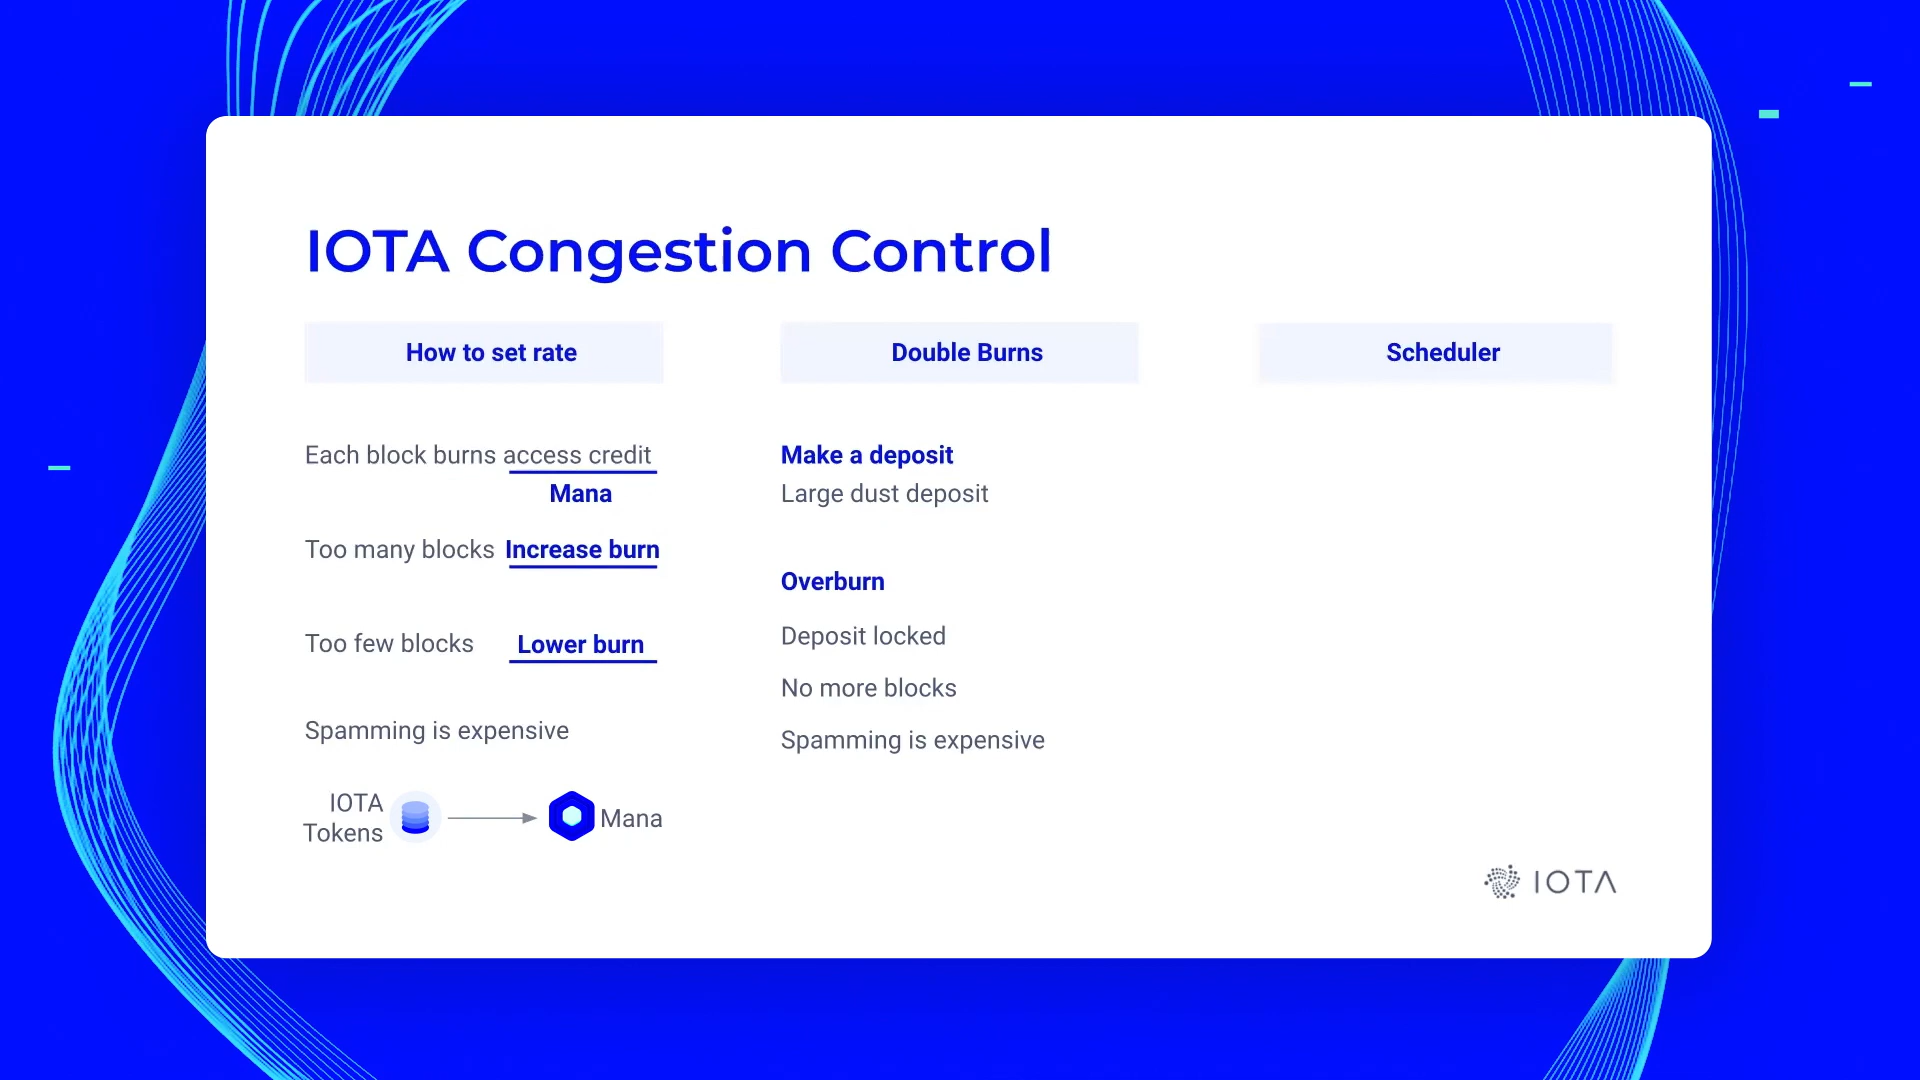 IOTA Congestion Control
How to set rate
Each block burns access credit
Mana
Too many blocks Increase burn
Too few blocks Lower burn
Spamming is expensive
IOTA
Tokens
Mana
Double Burns
Make a deposit
Large dust deposit
Overburn
Deposit locked
No more blocks
Spamming is expensive
Scheduler
IOTA